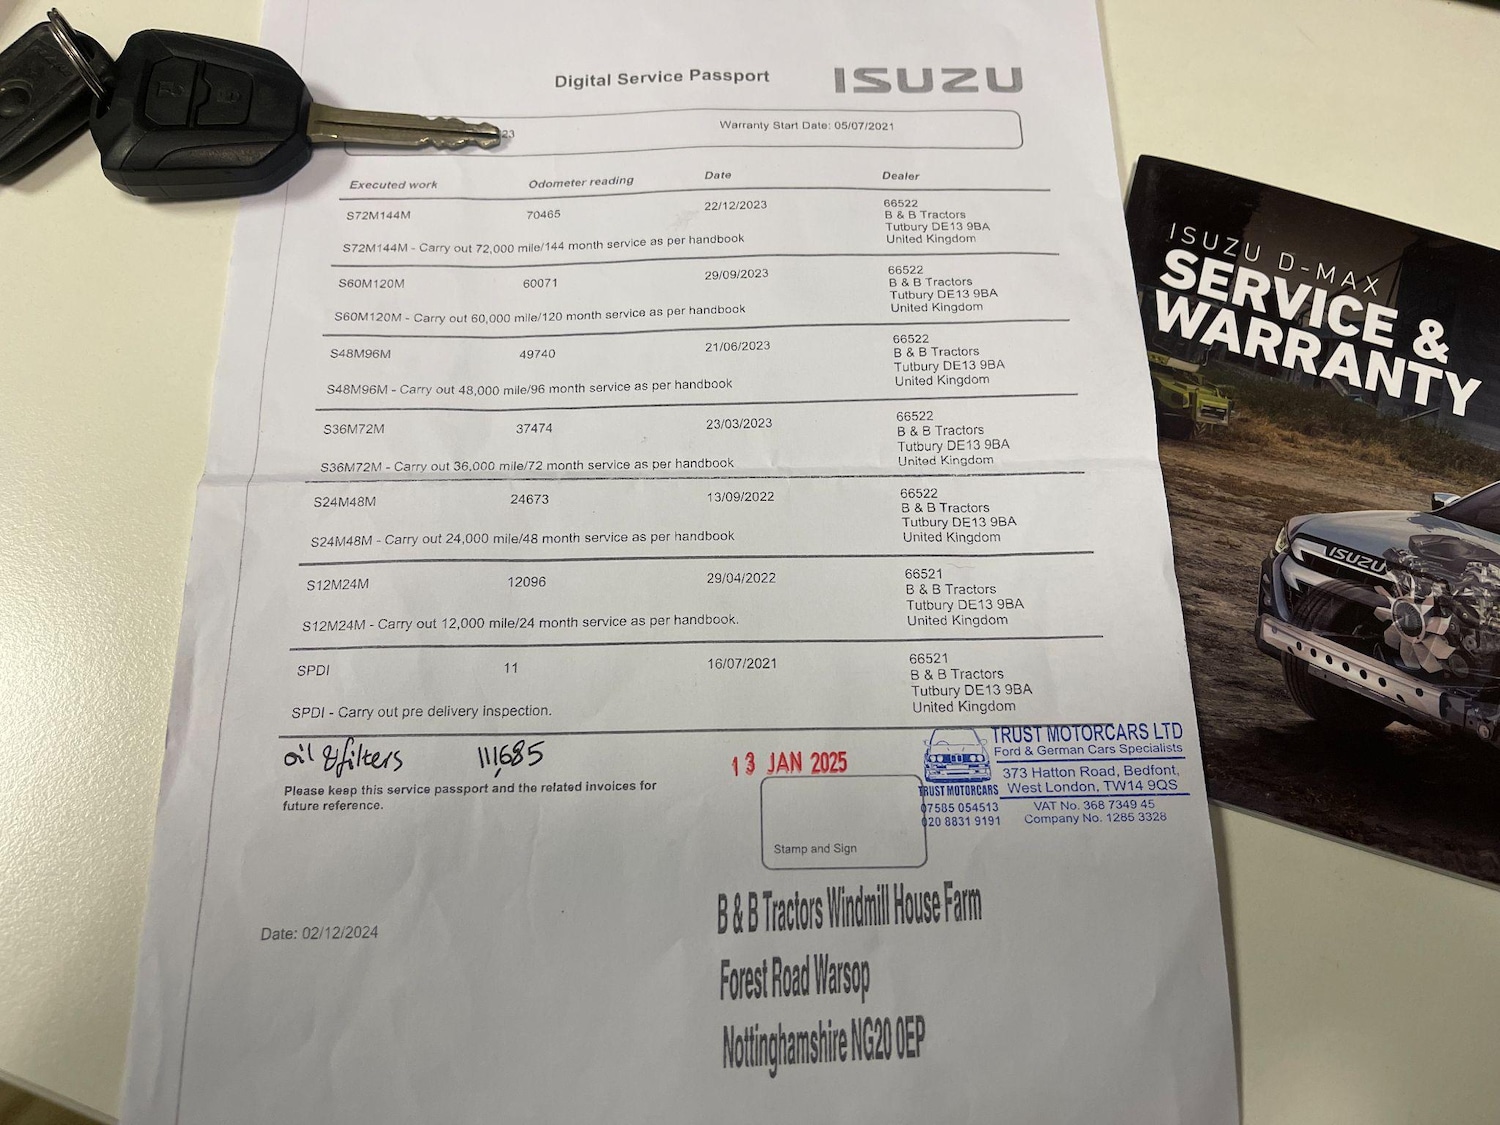 Digital Service Passport
ISUZU
23
Warranty Start Date: 05/07/2021
Executed work Odometer reading Date Dealer
S72M144M 70465 22/12/2023 66522
B & B Tractors
Tutbury DE13 9BA
United Kingdom
S72M144M - Carry out 72,000 mile/144 month service as per handbook
S60M120M 60071 29/09/2023 66522
B & B Tractors
Tutbury DE13 9BA
United Kingdom
S60M120M - Carry out 60,000 mile/120 month service as per handbook
S48M96M 49740 21/06/2023 66522
B & B Tractors
Tutbury DE13 9BA
United Kingdom
S48M96M - Carry out 48,000 mile/96 month service as per handbook
S36M72M 37474 23/03/2023 66522
B & B Tractors
Tutbury DE13 9BA
United Kingdom
S36M72M - Carry out 36,000 mile/72 month service as per handbook
S24M48M 24673 13/09/2022 66522
B & B Tractors
Tutbury DE13 9BA
United Kingdom
S24M48M - Carry out 24,000 mile/48 month service as per handbook
S12M24M 12096 29/04/2022 66521
B & B Tractors
Tutbury DE13 9BA
United Kingdom
S12M24M - Carry out 12,000 mile/24 month service as per handbook.
SPDI 11 16/07/2021 66521
B & B Tractors
Tutbury DE13 9BA
United Kingdom
SPDI - Carry out pre delivery inspection.
oil & filters 111,685 13 JAN 2025
TRUST MOTORCARS LTD
Ford & German Cars Specialists
373 Hatton Road, Bedfont,
West London, TW14 9QS
VAT No. 368 7349 45
Company No. 1285 3328
TRUST MOTORCARS
07585 054513
020 8831 9191
Please keep this service passport and the related invoices for
future reference.
Stamp and Sign
B & B Tractors Windmill House Farm
Forest Road Warsop
Nottinghamshire NG20 0EP
Date: 02/12/2024
ISUZU D-MAX
SERVICE &
WARRANTY
ISUZU